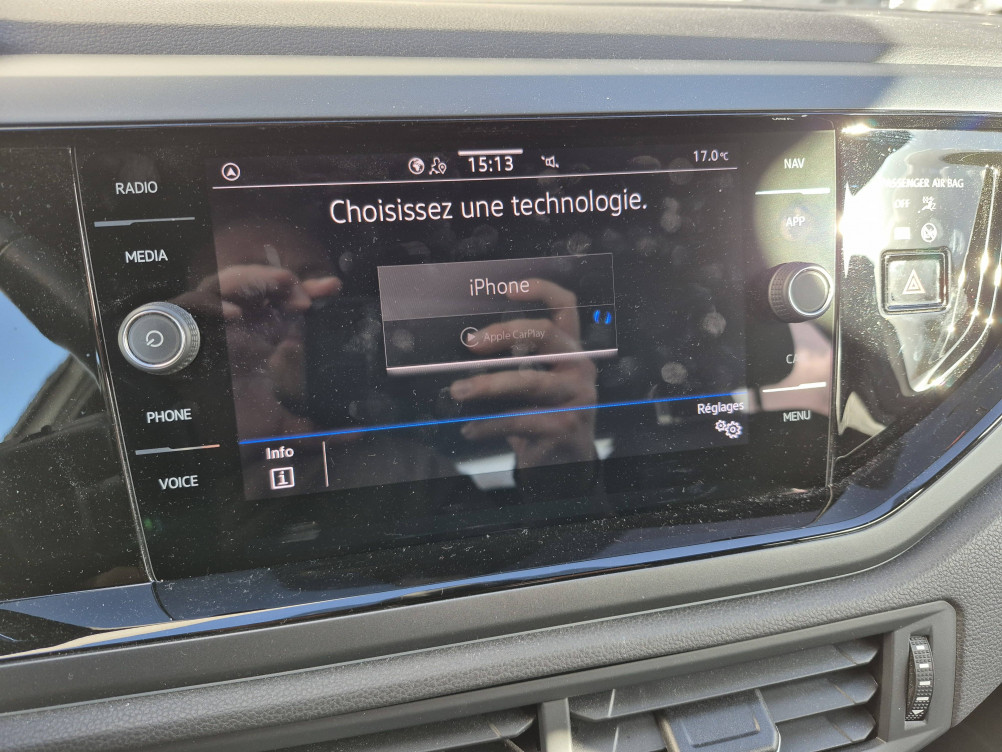 15:13
17.0°C
Choisissez une technologie.
iPhone
Apple CarPlay
Réglages
Info
i
RADIO
MEDIA
PHONE
VOICE
NAV
APP
MENU
PASSENGER AIR BAG
OFF